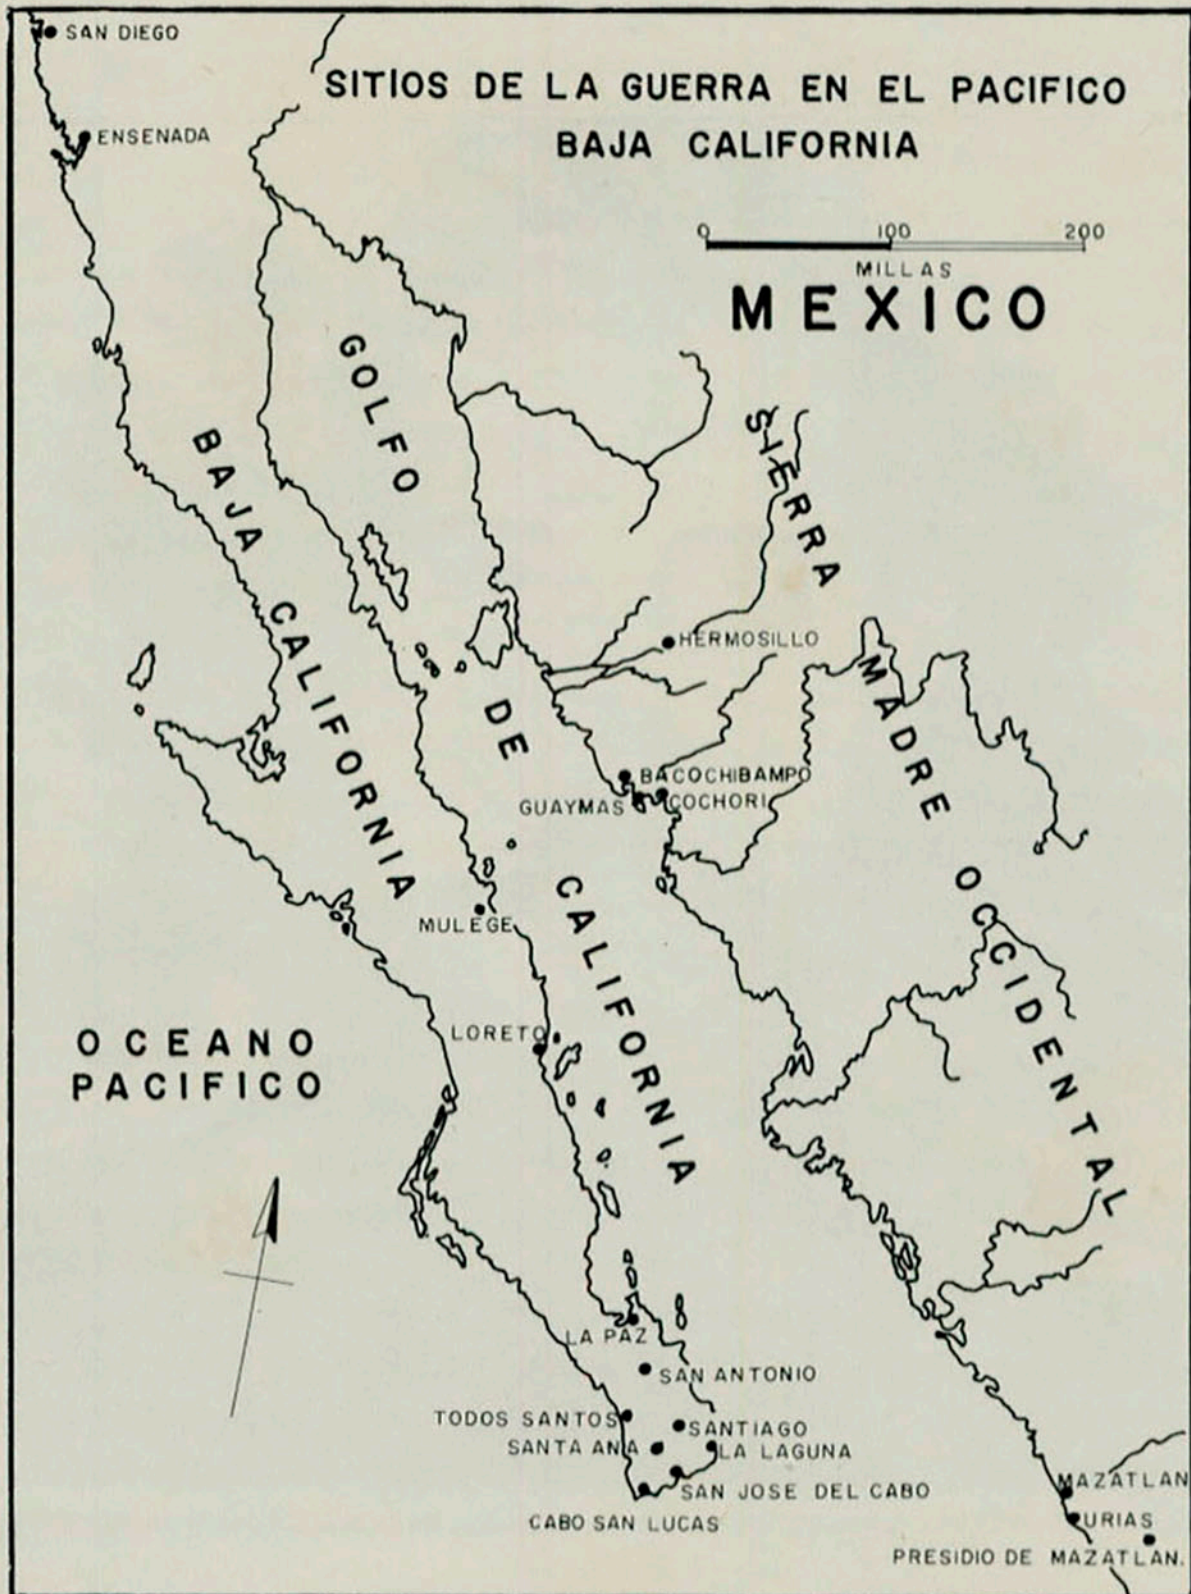 SAN DIEGO
SITIOS DE LA GUERRA EN EL PACIFICO
BAJA CALIFORNIA
ENSENADA
0 100 200
MILLAS
MEXICO
GOLFO DE CALIFORNIA
BAJA CALIFORNIA
SIERRA MADRE OCCIDENTAL
HERMOSILLO
BACOCHIBAMPO
GUAYMAS
COCHORI
MULEGE
LORETO
OCEANO
PACIFICO
LA PAZ
SAN ANTONIO
TODOS SANTOS
SANTIAGO
SANTA ANA
LA LAGUNA
SAN JOSE DEL CABO
CABO SAN LUCAS
MAZATLAN
URIAS
PRESIDIO DE MAZATLAN.